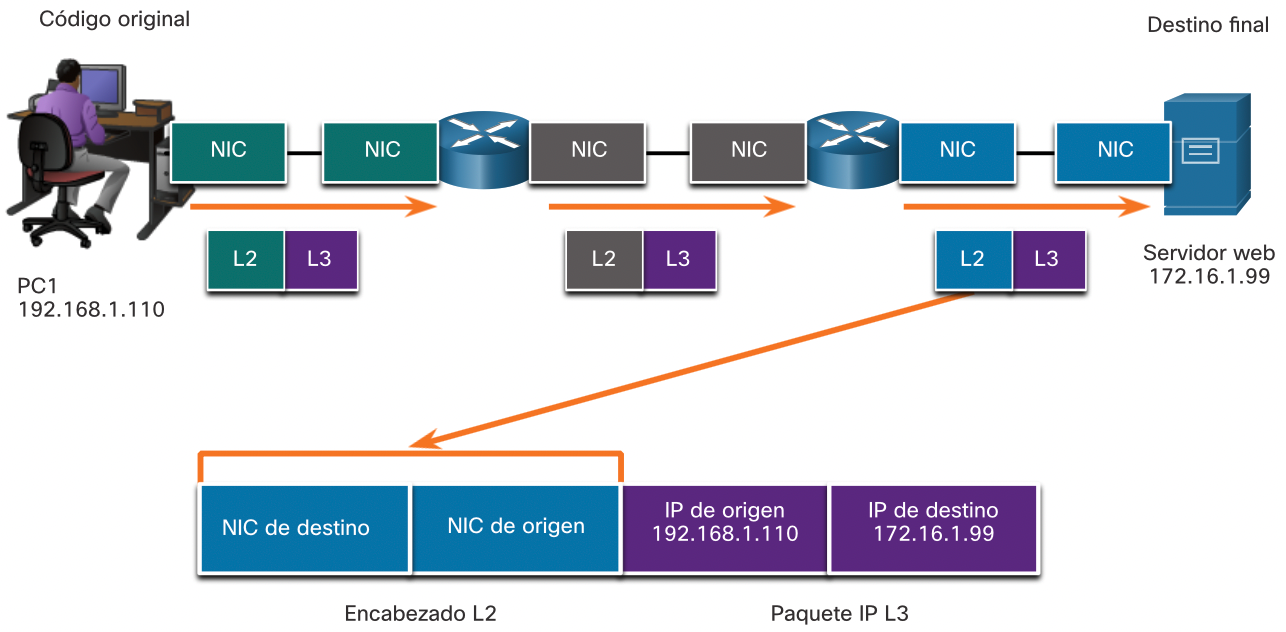 Código original
Destino final
NIC
NIC
NIC
NIC
NIC
NIC
L2
L3
L2
L3
L2
L3
PC1
192.168.1.110
Servidor web
172.16.1.99
NIC de destino
NIC de origen
IP de origen
192.168.1.110
IP de destino
172.16.1.99
Encabezado L2
Paquete IP L3